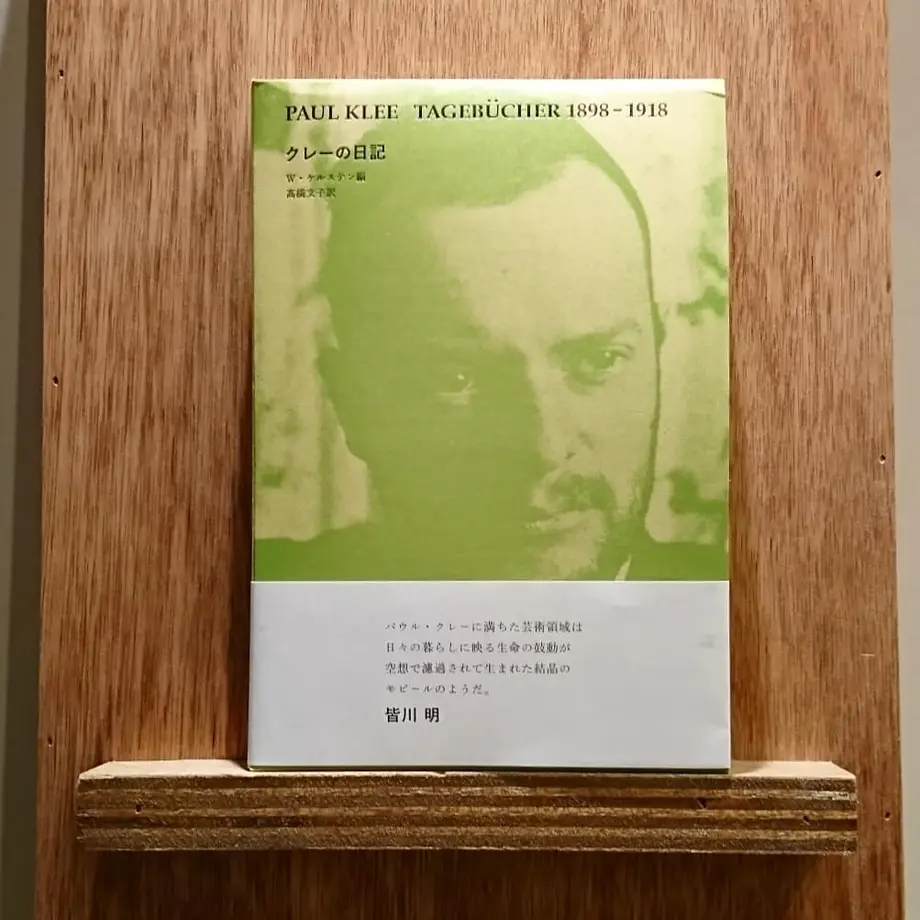 PAUL KLEE TAGEBÜCHER 1898–1918
クレーの日記
W・ケルステン編
高橋文子訳
パウル・クレーに満ちた芸術領域は
日々の暮らしに映る生命の鼓動が
空想で濾過されて生まれた結晶の
モビールのようだ。
皆川 明